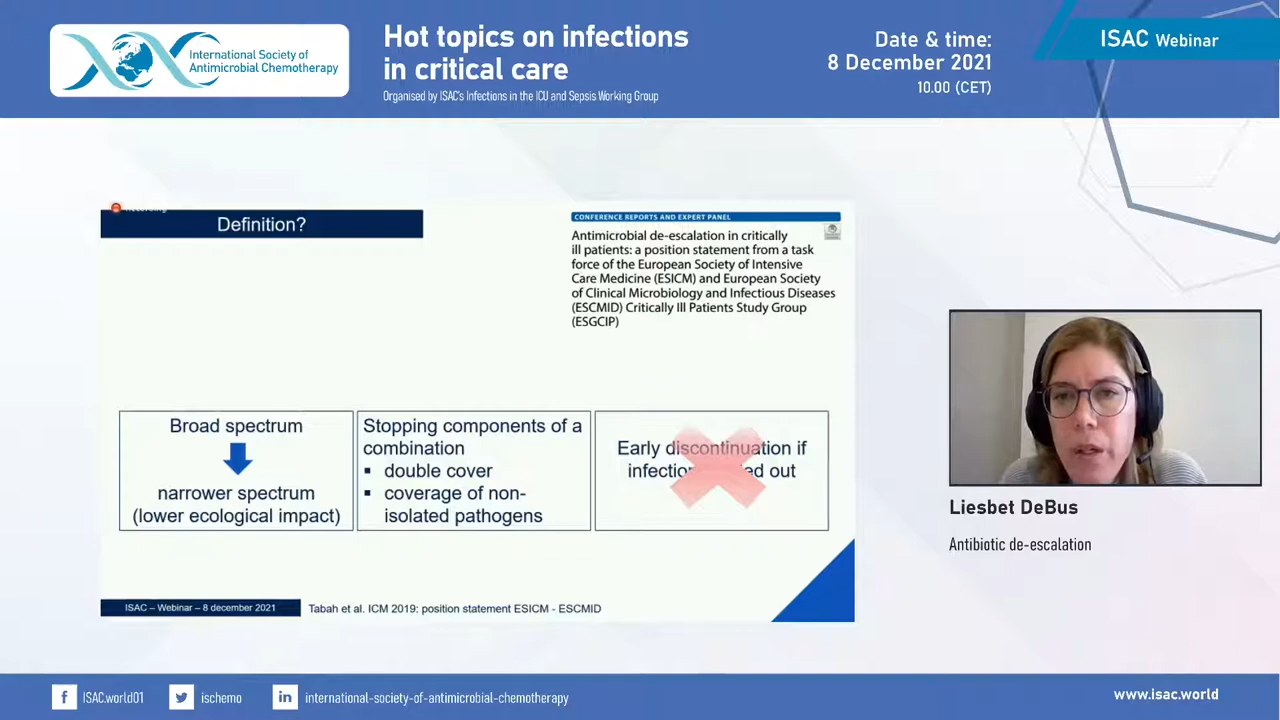 International Society of
Antimicrobial Chemotherapy
Hot topics on infections
in critical care
Organised by ISAC's Infections in the ICU and Sepsis Working Group
Date & time:
8 December 2021
10.00 (CET)
ISAC Webinar
Definition?
CONFERENCE REPORTS AND EXPERT PANEL
Antimicrobial de-escalation in critically
ill patients: a position statement from a task
force of the European Society of Intensive
Care Medicine (ESICM) and European Society
of Clinical Microbiology and Infectious Diseases
(ESCMID) Critically Ill Patients Study Group
(ESGCIP)
Broad spectrum
narrower spectrum
(lower ecological impact)
Stopping components of a
combination
▪ double cover
▪ coverage of non-
isolated pathogens
Early discontinuation if
out
ISAC – Webinar – 8 december 2021
Tabah et al. ICM 2019: position statement ESICM - ESCMID
Liesbet DeBus
Antibiotic de-escalation
f ISAC.world01
ischemo
in international-society-of-antimicrobial-chemotherapy
www.isac.world